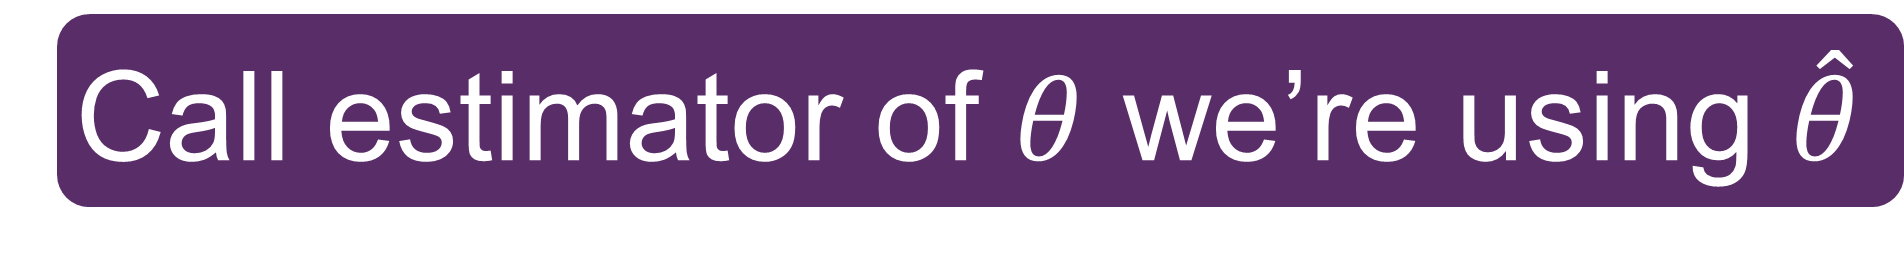 Call estimator of 𝜃 we’re using 𝜃̂